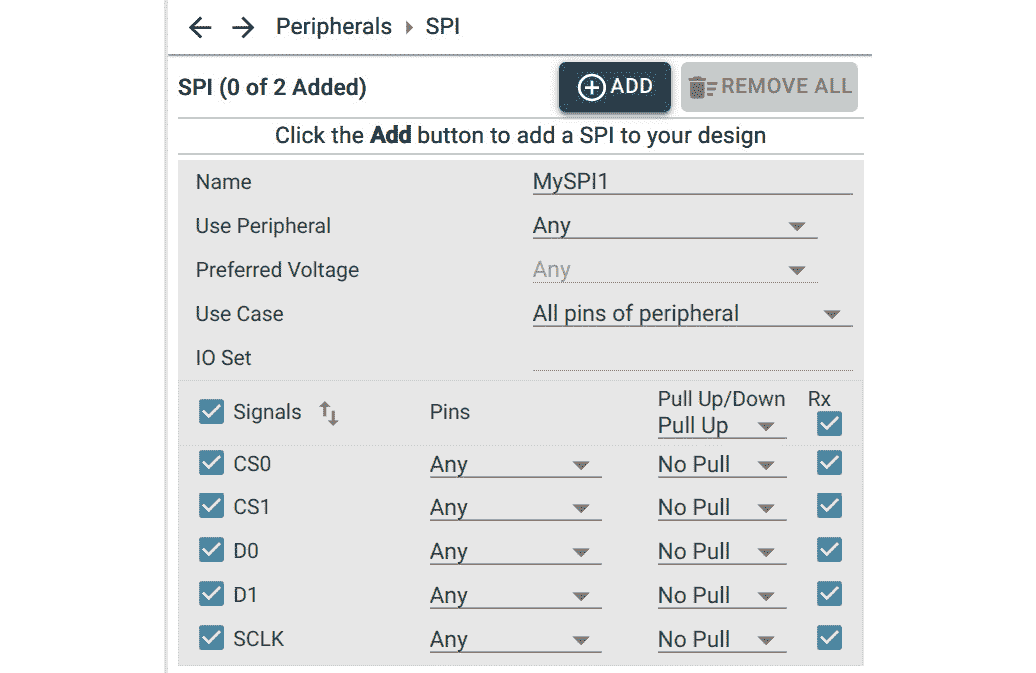 Peripherals SPI
SPI (0 of 2 Added) ADD REMOVE ALL
Click the Add button to add a SPI to your design
Name MySPI1
Use Peripheral Any
Preferred Voltage Any
Use Case All pins of peripheral
IO Set
Signals Pins Pull Up/Down Rx
Pull Up
CS0 Any No Pull
CS1 Any No Pull
D0 Any No Pull
D1 Any No Pull
SCLK Any No Pull